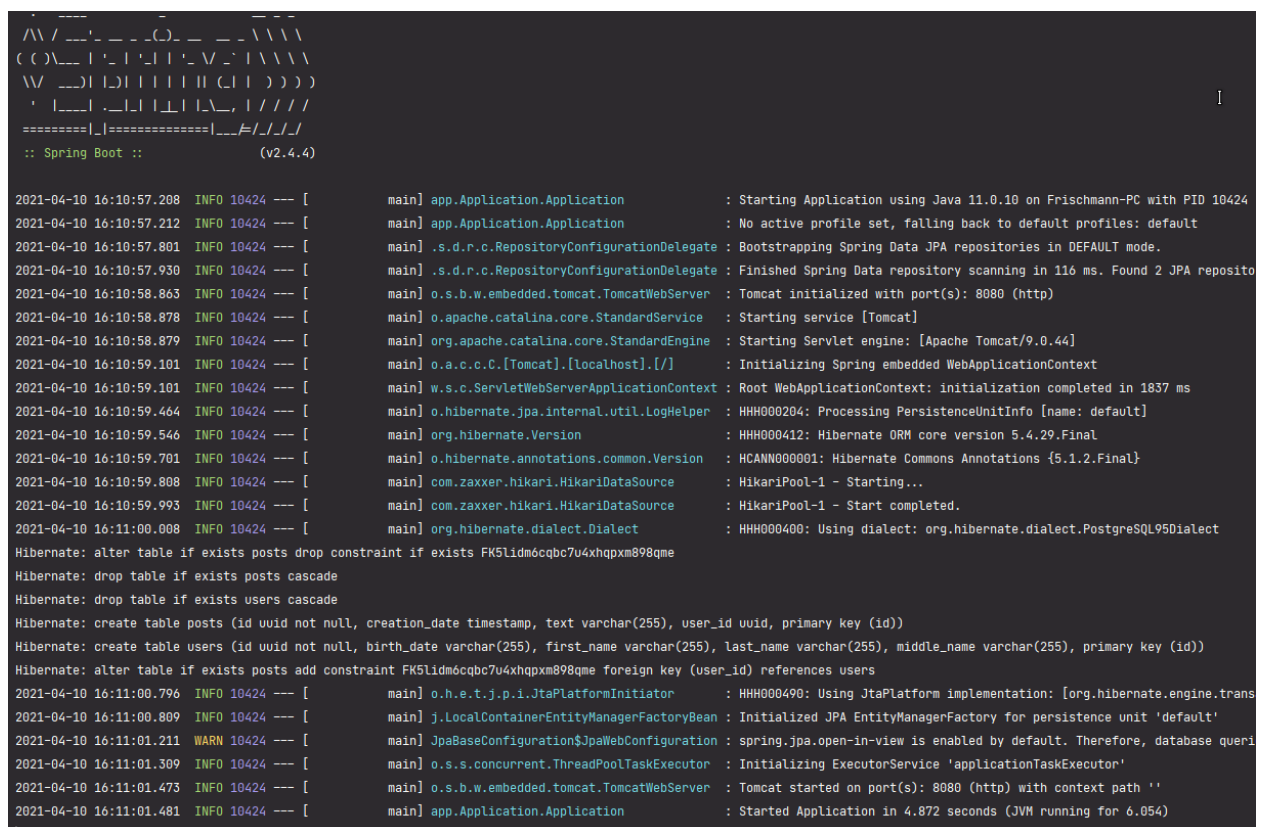 .   ____          _            __ _ _
 /\\ / ___'_ __ _ _(_)_ __  __ _ \ \ \ \
( ( )\___ | '_ | '_| | '_ \/ _` | \ \ \ \
 \\/  ___)| |_)| | | | | || (_| |  ) ) ) )
  '  |____| .__|_| |_|_| |_\__, | / / / /
 =========|_|==============|___/=/_/_/_/
 :: Spring Boot ::                (v2.4.4)
2021-04-10 16:10:57.208  INFO 10424 --- [           main] app.Application.Application              : Starting Application using Java 11.0.10 on Frischmann-PC with PID 10424
2021-04-10 16:10:57.212  INFO 10424 --- [           main] app.Application.Application              : No active profile set, falling back to default profiles: default
2021-04-10 16:10:57.801  INFO 10424 --- [           main] .s.d.r.c.RepositoryConfigurationDelegate : Bootstrapping Spring Data JPA repositories in DEFAULT mode.
2021-04-10 16:10:57.930  INFO 10424 --- [           main] .s.d.r.c.RepositoryConfigurationDelegate : Finished Spring Data repository scanning in 116 ms. Found 2 JPA reposito
2021-04-10 16:10:58.863  INFO 10424 --- [           main] o.s.b.w.embedded.tomcat.TomcatWebServer  : Tomcat initialized with port(s): 8080 (http)
2021-04-10 16:10:58.878  INFO 10424 --- [           main] o.apache.catalina.core.StandardService   : Starting service [Tomcat]
2021-04-10 16:10:58.879  INFO 10424 --- [           main] org.apache.catalina.core.StandardEngine  : Starting Servlet engine: [Apache Tomcat/9.0.44]
2021-04-10 16:10:59.101  INFO 10424 --- [           main] o.a.c.c.C.[Tomcat].[localhost].[/]       : Initializing Spring embedded WebApplicationContext
2021-04-10 16:10:59.101  INFO 10424 --- [           main] w.s.c.ServletWebServerApplicationContext : Root WebApplicationContext: initialization completed in 1837 ms
2021-04-10 16:10:59.464  INFO 10424 --- [           main] o.hibernate.jpa.internal.util.LogHelper  : HHH000204: Processing PersistenceUnitInfo [name: default]
2021-04-10 16:10:59.546  INFO 10424 --- [           main] org.hibernate.Version                    : HHH000412: Hibernate ORM core version 5.4.29.Final
2021-04-10 16:10:59.701  INFO 10424 --- [           main] o.hibernate.annotations.common.Version   : HCANN000001: Hibernate Commons Annotations {5.1.2.Final}
2021-04-10 16:10:59.808  INFO 10424 --- [           main] com.zaxxer.hikari.HikariDataSource       : HikariPool-1 - Starting...
2021-04-10 16:10:59.993  INFO 10424 --- [           main] com.zaxxer.hikari.HikariDataSource       : HikariPool-1 - Start completed.
2021-04-10 16:11:00.008  INFO 10424 --- [           main] org.hibernate.dialect.Dialect            : HHH000400: Using dialect: org.hibernate.dialect.PostgreSQL95Dialect
Hibernate: alter table if exists posts drop constraint if exists FK5lidm6cqbc7u4xhqpxm898qme
Hibernate: drop table if exists posts cascade
Hibernate: drop table if exists users cascade
Hibernate: create table posts (id uuid not null, creation_date timestamp, text varchar(255), user_id uuid, primary key (id))
Hibernate: create table users (id uuid not null, birth_date varchar(255), first_name varchar(255), last_name varchar(255), middle_name varchar(255), primary key (id))
Hibernate: alter table if exists posts add constraint FK5lidm6cqbc7u4xhqpxm898qme foreign key (user_id) references users
2021-04-10 16:11:00.796  INFO 10424 --- [           main] o.h.e.t.j.p.i.JtaPlatformInitiator       : HHH000490: Using JtaPlatform implementation: [org.hibernate.engine.trans
2021-04-10 16:11:00.809  INFO 10424 --- [           main] j.LocalContainerEntityManagerFactoryBean : Initialized JPA EntityManagerFactory for persistence unit 'default'
2021-04-10 16:11:01.211  WARN 10424 --- [           main] JpaBaseConfiguration$JpaWebConfiguration : spring.jpa.open-in-view is enabled by default. Therefore, database queri
2021-04-10 16:11:01.309  INFO 10424 --- [           main] o.s.s.concurrent.ThreadPoolTaskExecutor  : Initializing ExecutorService 'applicationTaskExecutor'
2021-04-10 16:11:01.473  INFO 10424 --- [           main] o.s.b.w.embedded.tomcat.TomcatWebServer  : Tomcat started on port(s): 8080 (http) with context path ''
2021-04-10 16:11:01.481  INFO 10424 --- [           main] app.Application.Application              : Started Application in 4.872 seconds (JVM running for 6.054)